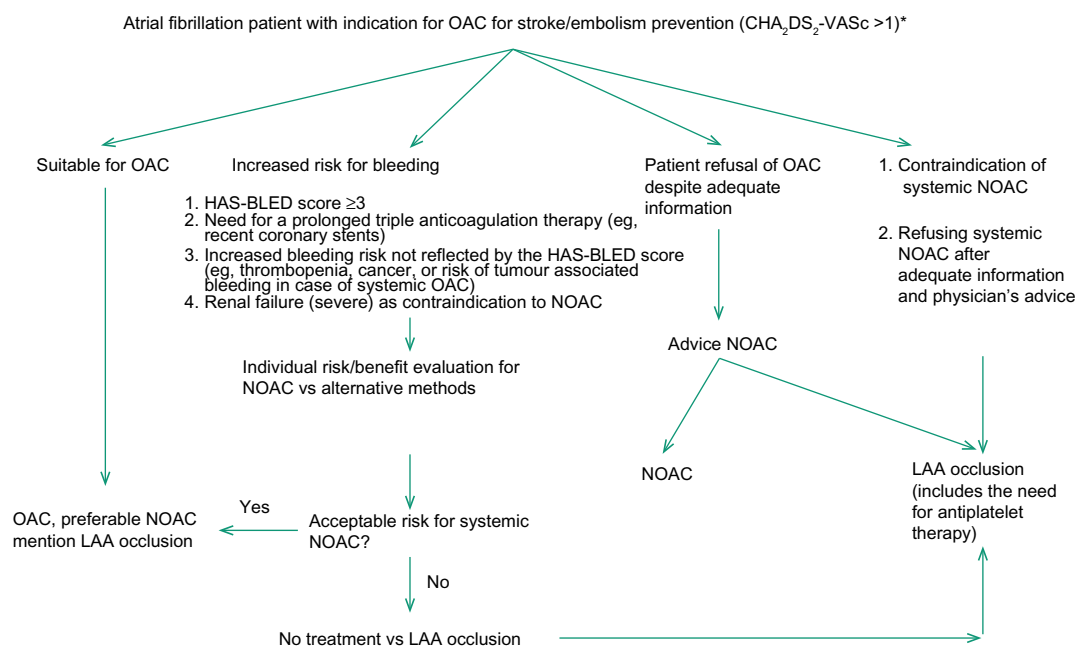 Atrial fibrillation patient with indication for OAC for stroke/embolism prevention (CHA₂DS₂-VASc >1)*
Suitable for OAC
Increased risk for bleeding
1. HAS-BLED score ≥3
2. Need for a prolonged triple anticoagulation therapy (eg,
recent coronary stents)
3. Increased bleeding risk not reflected by the HAS-BLED score
(eg, thrombopenia, cancer, or risk of tumour associated
bleeding in case of systemic OAC)
4. Renal failure (severe) as contraindication to NOAC
Patient refusal of OAC
despite adequate
information
1. Contraindication of
systemic NOAC
2. Refusing systemic
NOAC after
adequate information
and physician's advice
Individual risk/benefit evaluation for
NOAC vs alternative methods
Advice NOAC
NOAC
LAA occlusion
(includes the need
for antiplatelet
therapy)
OAC, preferable NOAC
mention LAA occlusion
Yes
Acceptable risk for systemic
NOAC?
No
No treatment vs LAA occlusion